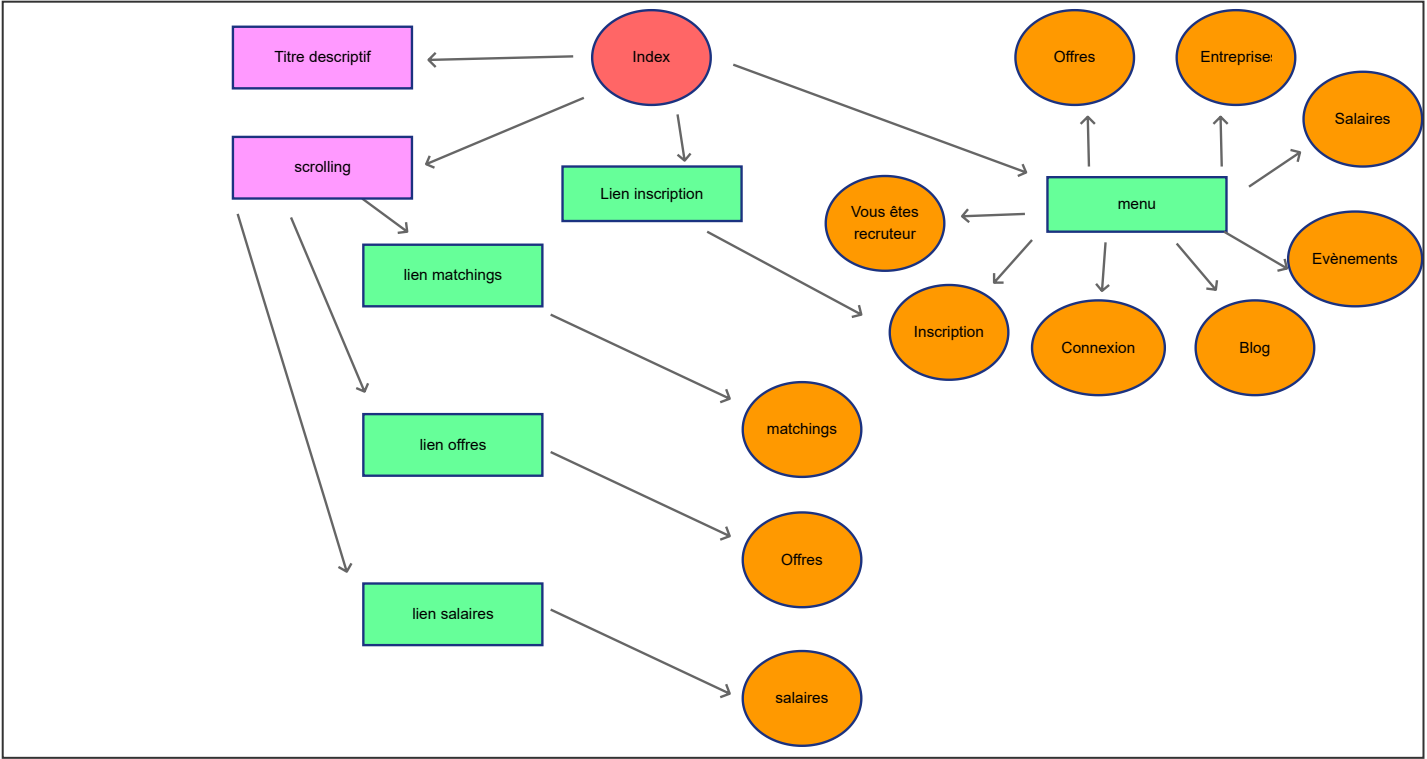 Titre descriptif
Index
Offres
Entreprises
Salaires
scrolling
Lien inscription
menu
Vous êtes
recruteur
Evènements
lien matchings
Inscription
Connexion
Blog
matchings
lien offres
Offres
lien salaires
salaires